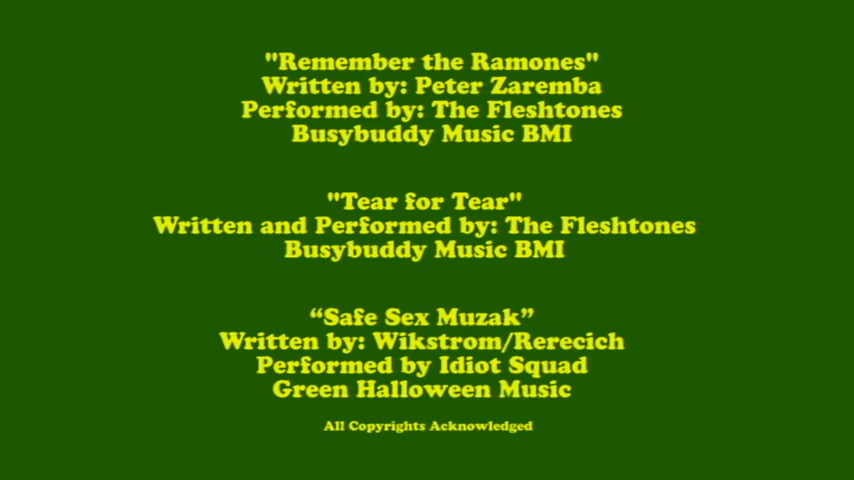 "Remember the Ramones"
Written by: Peter Zaremba
Performed by: The Fleshtones
Busybuddy Music BMI
"Tear for Tear"
Written and Performed by: The Fleshtones
Busybuddy Music BMI
“Safe Sex Muzak”
Written by: Wikstrom/Rerecich
Performed by Idiot Squad
Green Halloween Music
All Copyrights Acknowledged